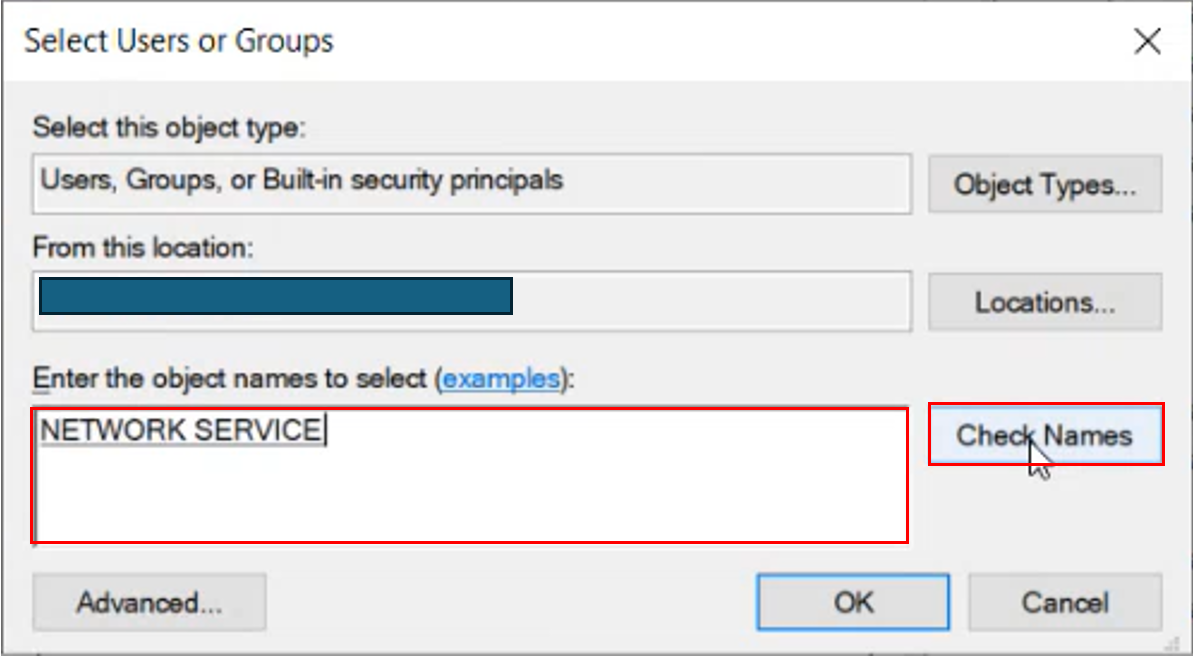 Select Users or Groups
Select this object type:
Users, Groups, or Built-in security principals
Object Types...
From this location:
Locations...
Enter the object names to select (examples):
NETWORK SERVICE
Check Names
Advanced...
OK
Cancel